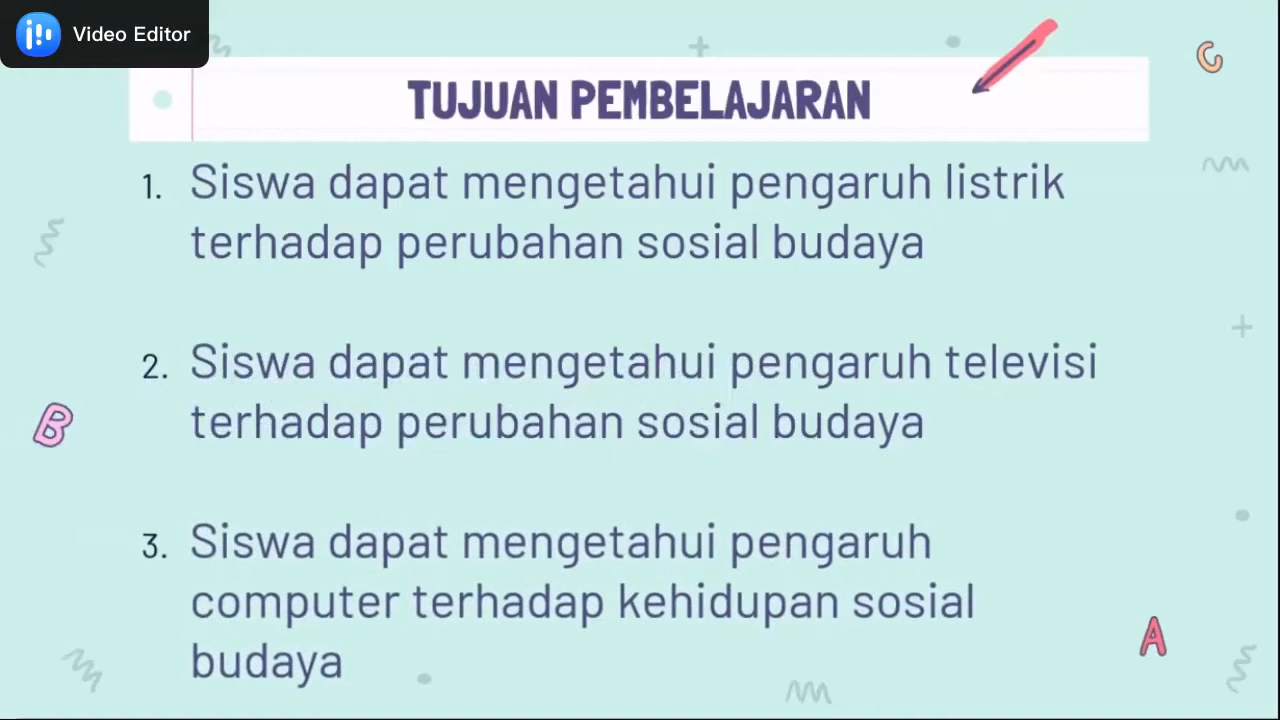 Video Editor
TUJUAN PEMBELAJARAN
1. Siswa dapat mengetahui pengaruh listrik
terhadap perubahan sosial budaya
2. Siswa dapat mengetahui pengaruh televisi
terhadap perubahan sosial budaya
3. Siswa dapat mengetahui pengaruh
computer terhadap kehidupan sosial
budaya
C
B
A